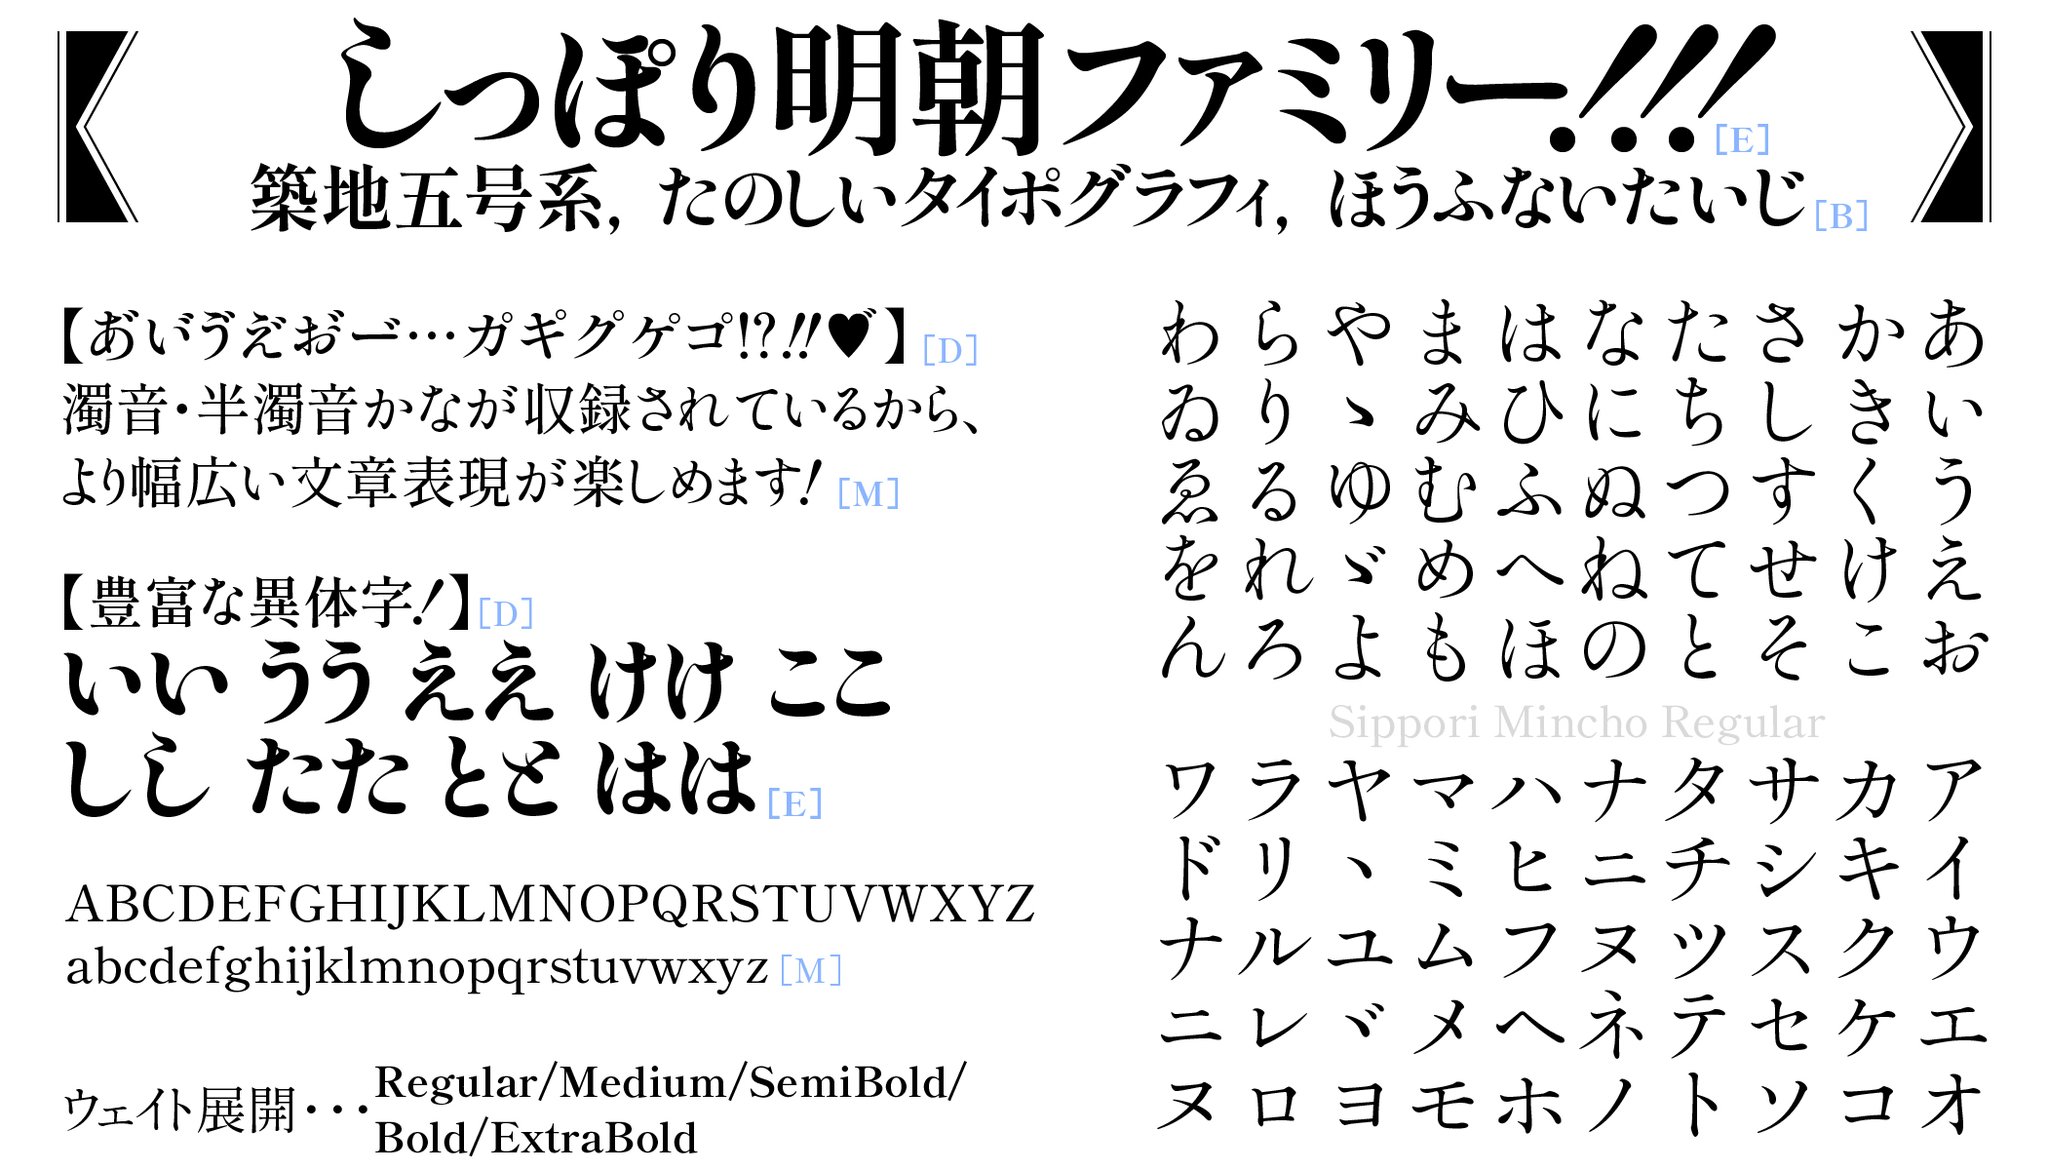 しっぽり明朝ファミリー!!! [E]
築地五号系, たのしいタイポグラフィ, ほうふないたいじ [B]
【あ゙い゙ゔえ゙お゙ー゙…カ゚キ゚ク゚ケ゚コ゚!?!!♥゙】 [D]
濁音・半濁音かなが収録されているから、
より幅広い文章表現が楽しめます! [M]
【豊富な異体字!】 [D]
いい うう ええ けけ ここ
しし たた とと はは [E]
ABCDEFGHIJKLMNOPQRSTUVWXYZ
abcdefghijklmnopqrstuvwxyz [M]
ウェイト展開・・・Regular/Medium/SemiBold/
Bold/ExtraBold
わ ら や ま は な た さ か あ
ゐ り ゝ み ひ に ち し き い
ゑ る ゆ む ふ ぬ つ す く う
を れ ゞ め へ ね て せ け え
ん ろ よ も ほ の と そ こ お
Sippori Mincho Regular
ワ ラ ヤ マ ハ ナ タ サ カ ア
ド リ ヽ ミ ヒ ニ チ シ キ イ
ナ ル ユ ム フ ヌ ツ ス ク ウ
ニ レ ヾ メ ヘ ネ テ セ ケ エ
ヌ ロ ヨ モ ホ ノ ト ソ コ オ